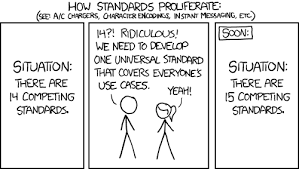 HOW STANDARDS PROLIFERATE:
(SEE: A/C CHARGERS, CHARACTER ENCODINGS, INSTANT MESSAGING, ETC.)
SITUATION:
THERE ARE
14 COMPETING
STANDARDS.
14?! RIDICULOUS!
WE NEED TO DEVELOP
ONE UNIVERSAL STANDARD
THAT COVERS EVERYONE'S
USE CASES.
YEAH!
SOON:
SITUATION:
THERE ARE
15 COMPETING
STANDARDS.